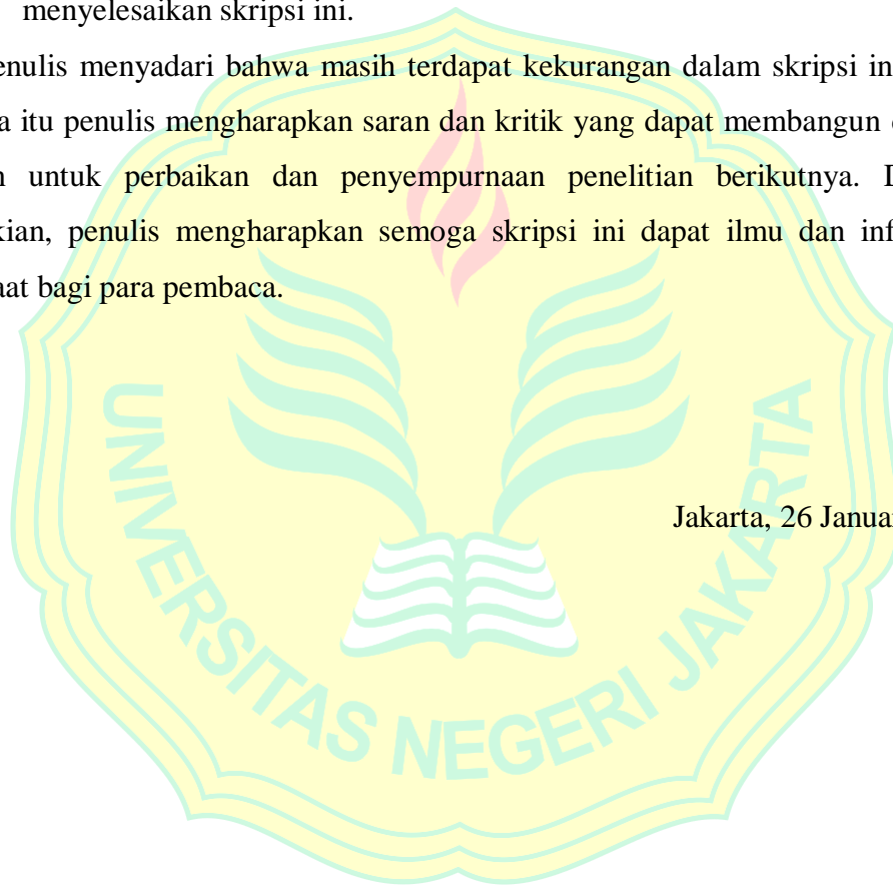 menyelesaikan skripsi ini.
enulis menyadari bahwa masih terdapat kekurangan dalam skripsi in
a itu penulis mengharapkan saran dan kritik yang dapat membangun
untuk perbaikan dan penyempurnaan penelitian berikutnya.
kian, penulis mengharapkan semoga skripsi ini dapat ilmu dan inf
aat bagi para pembaca.
Jakarta, 26 Janua
UNIVERSITAS NEGERI JAKARTA